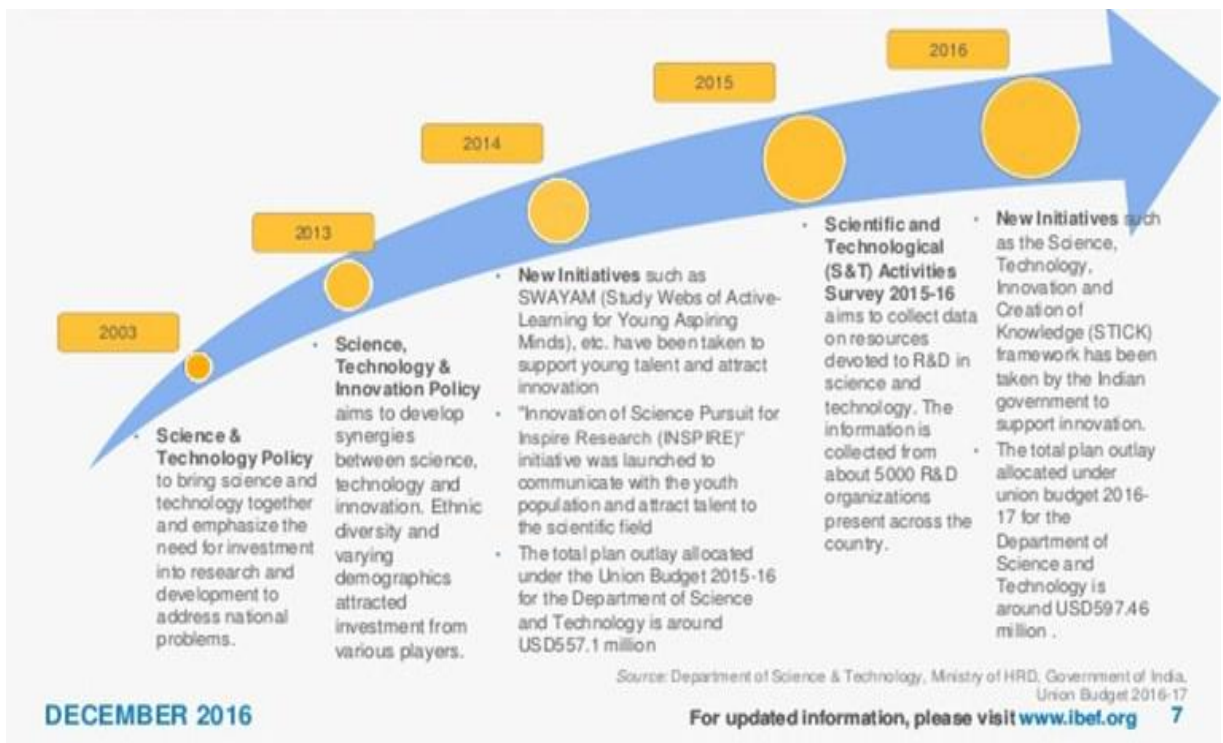 2003
2013
2014
2015
2016
Science &
Technology Policy
to bring science and
technology together
and emphasize the
need for investment
into research and
development to
address national
problems.
Science,
Technology &
Innovation Policy
aims to develop
synergies
between science,
technology and
innovation. Ethnic
diversity and
varying
demographics
attracted
investment from
various players.
New Initiatives such as
SWAYAM (Study Webs of Active-
Learning for Young Aspiring
Minds), etc. have been taken to
support young talent and attract
innovation
"Innovation of Science Pursuit for
Inspire Research (INSPIRE)"
initiative was launched to
communicate with the youth
population and attract talent to
the scientific field
The total plan outlay allocated
under the Union Budget 2015-16
for the Department of Science
and Technology is around
USD557.1 million
Scientific and
Technological
(S&T) Activities
Survey 2015-16
aims to collect data
on resources
devoted to R&D in
science and
technology. The
information is
collected from
about 5000 R&D
organizations
present across the
country.
New Initiatives such
as the Science,
Technology,
Innovation and
Creation of
Knowledge (STICK)
framework has been
taken by the Indian
government to
support innovation.
The total plan outlay
allocated under
union budget 2016-
17 for the
Department of
Science and
Technology is
around USD597.46
million .
Source: Department of Science & Technology, Ministry of HRD, Government of India,
Union Budget 2016-17
DECEMBER 2016
For updated information, please visit www.ibef.org 7